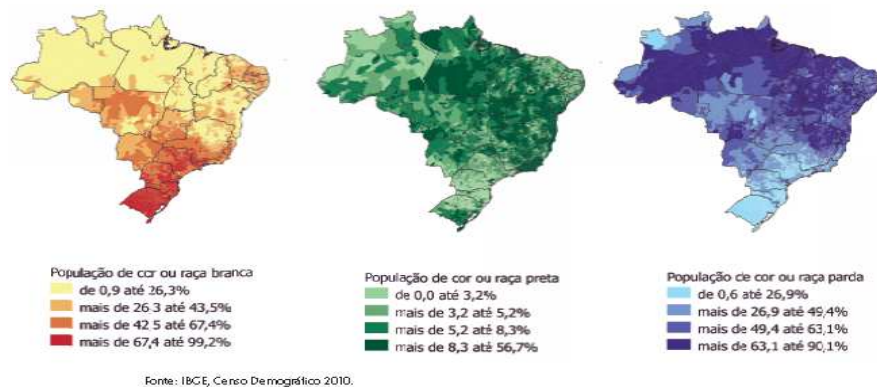 População de cor ou raça branca
de 0,9 até 26,3%
mais de 26,3 até 43,5%
mais de 42,5 até 67,4%
mais de 67,4 até 99,2%
População de cor ou raça preta
de 0,0 até 3,2%
mais de 3,2 até 5,2%
mais de 5,2 até 8,3%
mais de 8,3 até 56,7%
População de cor ou raça parda
de 0,6 até 26,9%
mais de 26,9 até 49,4%
mais de 49,4 até 63,1%
mais de 63,1 até 90,1%
Fonte: IBGE, Censo Demográfico 2010.